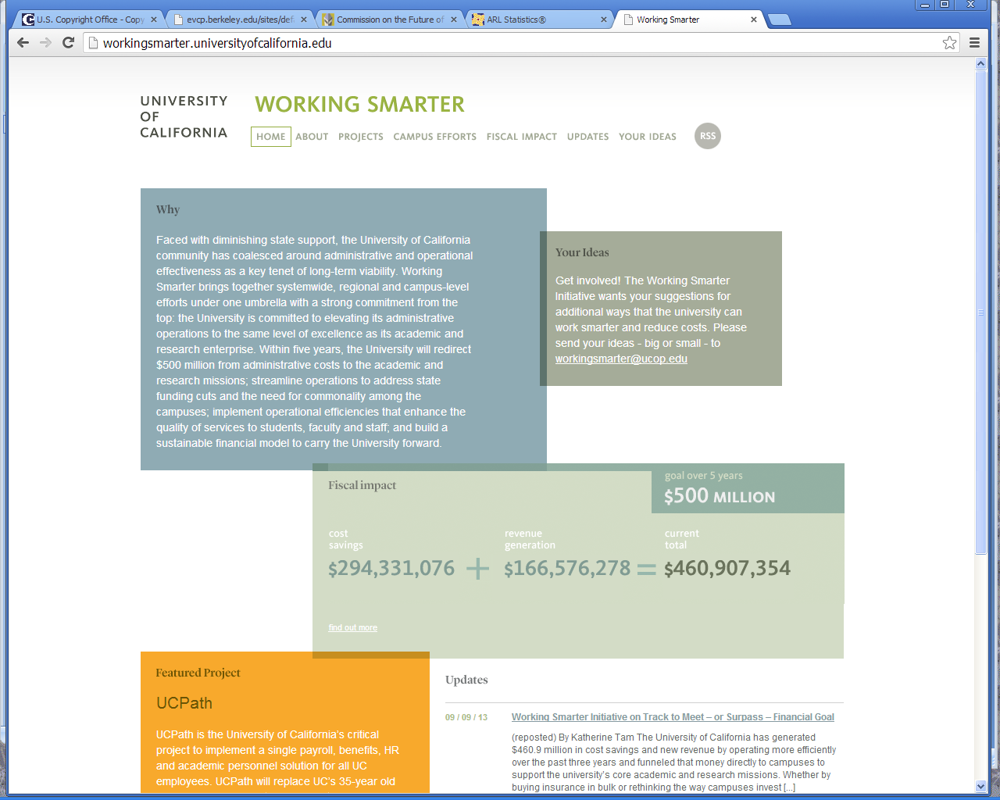 U.S. Copyright Office - Copy
evcp.berkeley.edu/sites/def
Commission on the Future of
ARL Statistics®
Working Smarter
workingsmarter.universityofcalifornia.edu
UNIVERSITY
OF
CALIFORNIA
WORKING SMARTER
HOME ABOUT PROJECTS CAMPUS EFFORTS FISCAL IMPACT UPDATES YOUR IDEAS RSS
Why
Faced with diminishing state support, the University of California
community has coalesced around administrative and operational
effectiveness as a key tenet of long-term viability. Working
Smarter brings together systemwide, regional and campus-level
efforts under one umbrella with a strong commitment from the
top: the University is committed to elevating its administrative
operations to the same level of excellence as its academic and
research enterprise. Within five years, the University will redirect
$500 million from administrative costs to the academic and
research missions; streamline operations to address state
funding cuts and the need for commonality among the
campuses; implement operational efficiencies that enhance the
quality of services to students, faculty and staff; and build a
sustainable financial model to carry the University forward.
Your Ideas
Get involved! The Working Smarter
Initiative wants your suggestions for
additional ways that the university can
work smarter and reduce costs. Please
send your ideas - big or small - to
workingsmarter@ucop.edu
Fiscal impact
goal over 5 years
$500 MILLION
cost
savings
$294,331,076
+
revenue
generation
$166,576,278
=
current
total
$460,907,354
find out more
Featured Project
UCPath
UCPath is the University of California's critical
project to implement a single payroll, benefits, HR
and academic personnel solution for all UC
employees. UCPath will replace UC's 35-year old
Updates
09 / 09 / 13
Working Smarter Initiative on Track to Meet – or Surpass – Financial Goal
(reposted) By Katherine Tam The University of California has generated
$460.9 million in cost savings and new revenue by operating more efficiently
over the past three years and funneled that money directly to campuses to
support the university's core academic and research missions. Whether by
buying insurance in bulk or rethinking the way campuses invest [...]